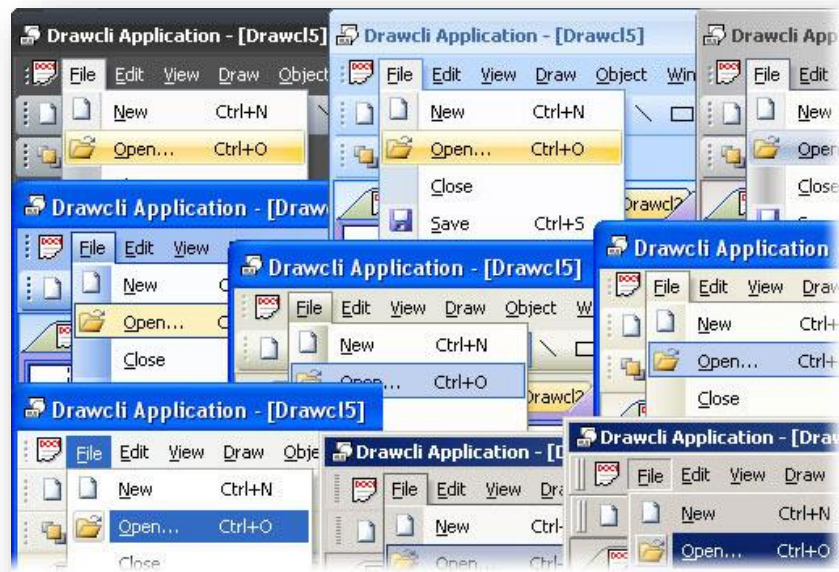 Drawcli Application - [Drawcl5]
File Edit View Draw Object
New Ctrl+N
Open... Ctrl+O
Drawcli Application - [Drawcl5]
File Edit View Draw Object Win
New Ctrl+N
Open... Ctrl+O
Close
Save Ctrl+S
Drawcl2
Drawcli App
File Edit
New
Open
Close
Drawcli Application - [Draw
File Edit View
New
Open...
Close
Drawcli Application - [Drawcl5]
File Edit View Draw Object W
New Ctrl+N
Open... Ctrl+O
Drawcl2
Drawcli Application
File Edit View Draw
New Ctrl+
Open... Ctrl+
Close
Drawcli Application - [Drawcl5]
File Edit View Draw Obje
New Ctrl+N
Open... Ctrl+O
Close
Drawcli Application - [D
File Edit View Dra
New Ctrl-
Open... Ctrl-
Drawcli Application - [Draw
File Edit View Draw
New Ctrl+N
Open... Ctrl+O